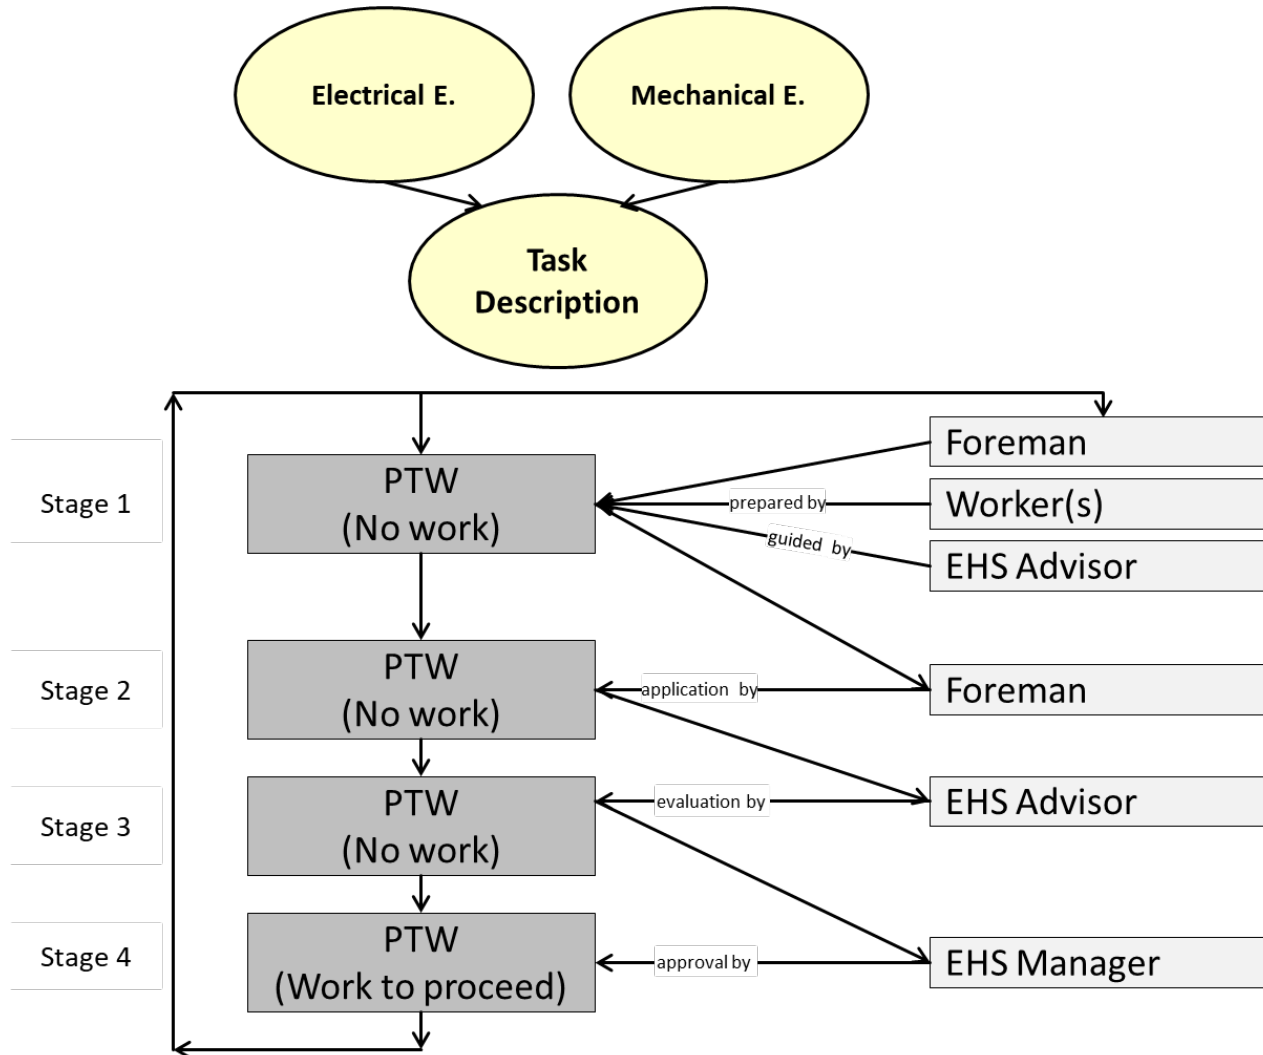 Electrical E.
Mechanical E.
Task
Description
Stage 1
PTW
(No work)
prepared by
guided by
Foreman
Worker(s)
EHS Advisor
Stage 2
PTW
(No work)
application by
Foreman
Stage 3
PTW
(No work)
evaluation by
EHS Advisor
Stage 4
PTW
(Work to proceed)
approval by
EHS Manager